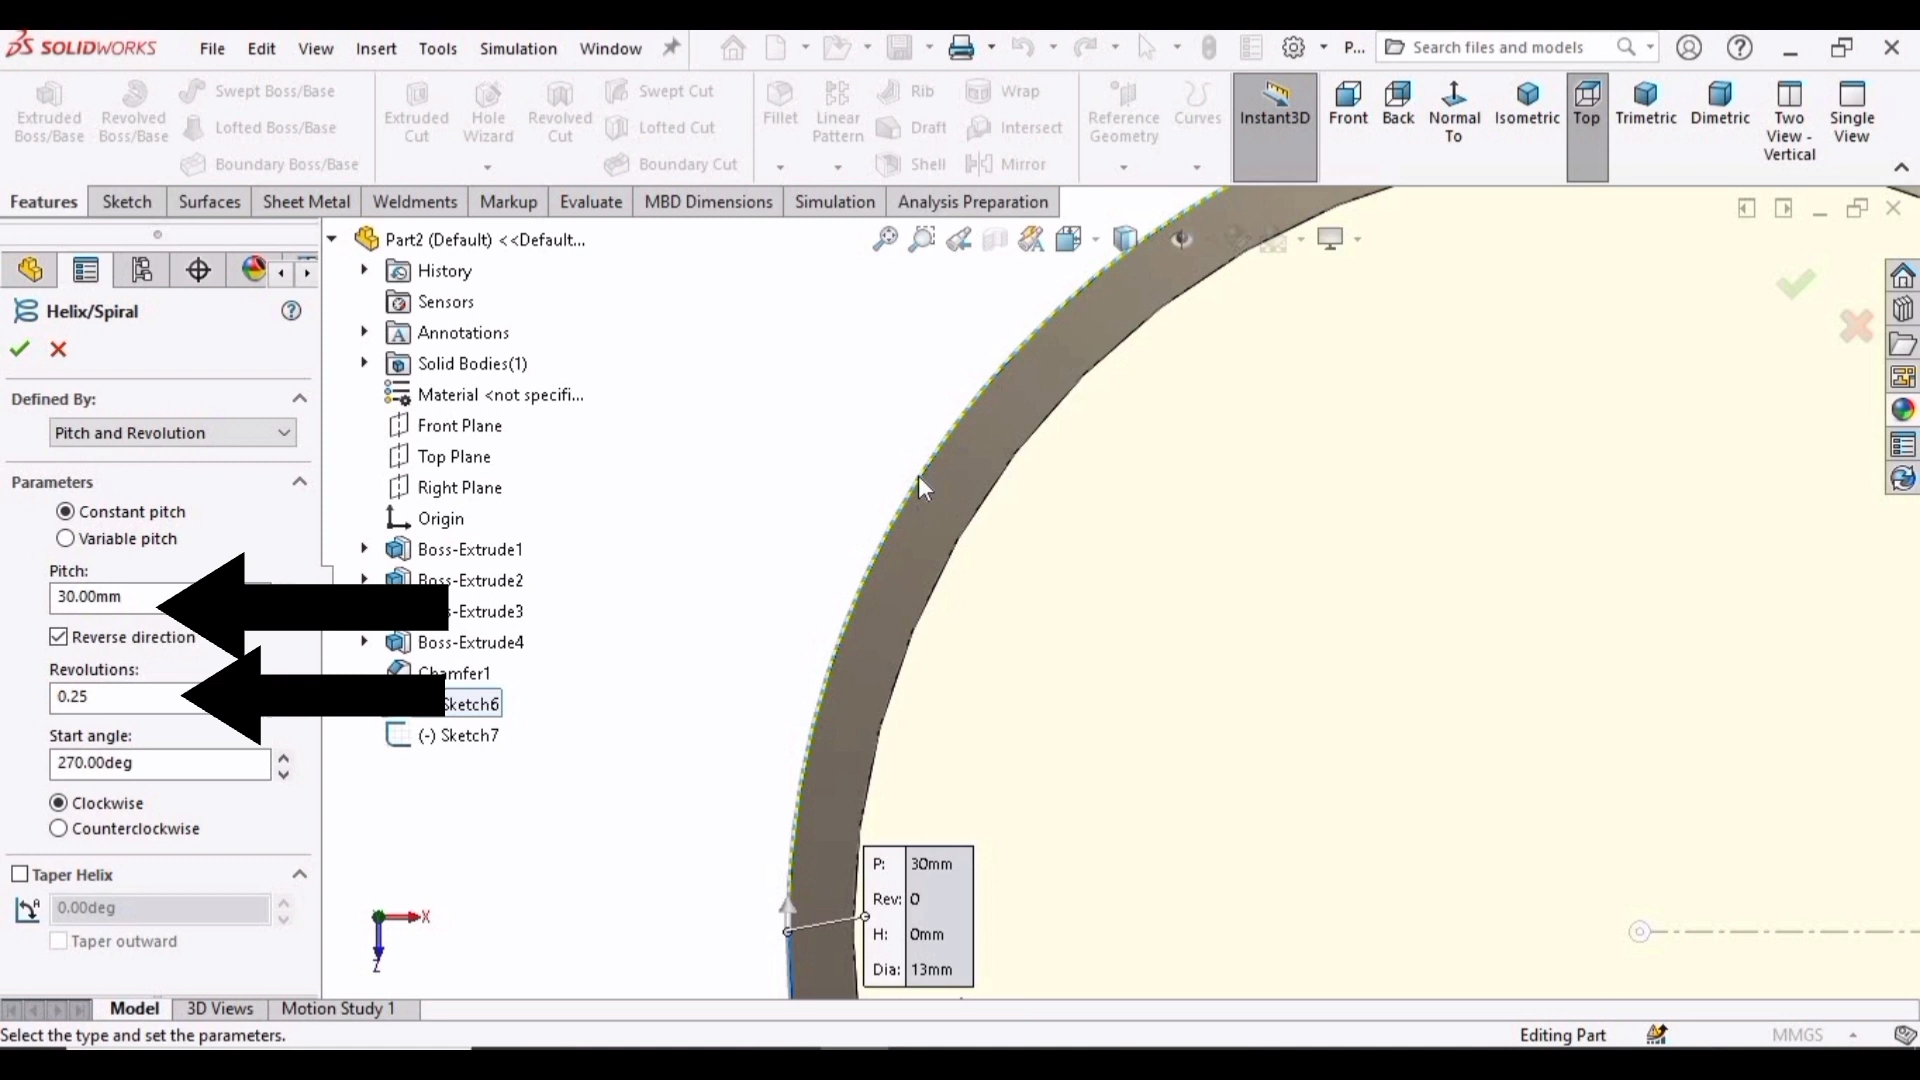 SOLIDWORKS File Edit View Insert Tools Simulation Window P... Search files and models
Extruded Boss/Base
Revolved Boss/Base
Swept Boss/Base
Lofted Boss/Base
Boundary Boss/Base
Extruded Cut
Hole Wizard
Revolved Cut
Swept Cut
Lofted Cut
Boundary Cut
Fillet
Linear Pattern
Rib
Draft
Shell
Wrap
Intersect
Mirror
Reference Geometry
Curves
Instant3D
Front
Back
Normal To
Isometric
Top
Trimetric
Dimetric
Two View - Vertical
Single View
Features Sketch Surfaces Sheet Metal Weldments Markup Evaluate MBD Dimensions Simulation Analysis Preparation
Helix/Spiral
Defined By:
Pitch and Revolution
Parameters
Constant pitch
Variable pitch
Pitch:
30.00mm
Reverse direction
Revolutions:
0.25
Start angle:
270.00deg
Clockwise
Counterclockwise
Taper Helix
0.00deg
Taper outward
Part2 (Default) <<Default...
History
Sensors
Annotations
Solid Bodies(1)
Material <not specifi...
Front Plane
Top Plane
Right Plane
Origin
Boss-Extrude1
Boss-Extrude2
s-Extrude3
Boss-Extrude4
Chamfer1
Sketch6
(-) Sketch7
X
Z
P: 30mm
Rev: 0
H: 0mm
Dia: 13mm
Model 3D Views Motion Study 1
Select the type and set the parameters. Editing Part MMGS